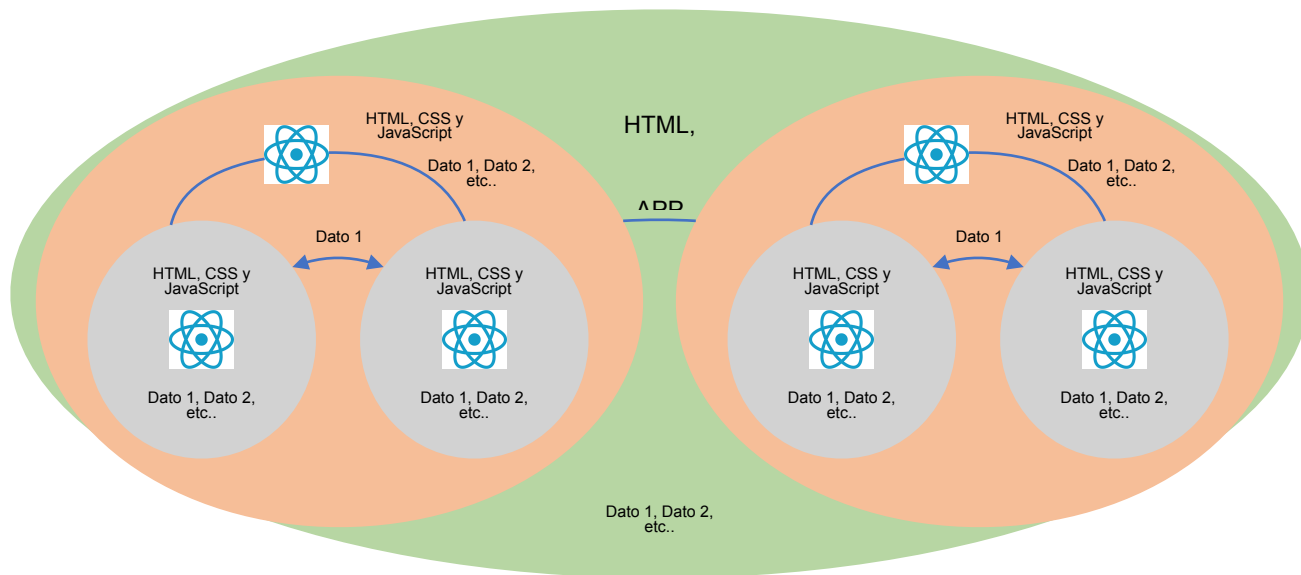 HTML, CSS y
JavaScript
Dato 1, Dato 2,
etc..
Dato 1
HTML, CSS y
JavaScript
Dato 1, Dato 2,
etc..
HTML, CSS y
JavaScript
Dato 1, Dato 2,
etc..
HTML,
APP
Dato 1, Dato 2,
etc..
HTML, CSS y
JavaScript
Dato 1, Dato 2,
etc..
Dato 1
HTML, CSS y
JavaScript
Dato 1, Dato 2,
etc..
HTML, CSS y
JavaScript
Dato 1, Dato 2,
etc..